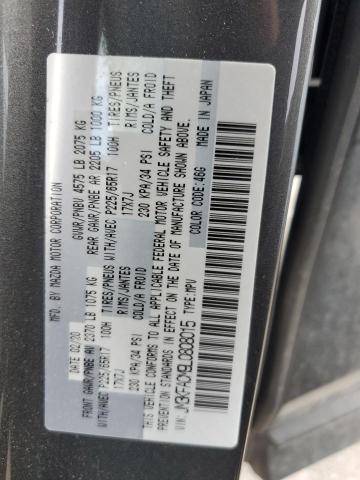 MFD. BY MAZDA MOTOR CORPORATION
DATE 02/20 GVWR/PNBV 4575 LB 2075 KG
FRONT GAWR/PNBE AV 2370 LB 1075 KG REAR GAWR/PNBE AR 2205 LB 1000 KG
WITH/AVEC P225/65R17 100H TIRES/PNEUS WITH/AVEC P225/65R17 100H TIRES/PNEUS
17X7J RIMS/JANTES 17X7J RIMS/JANTES
230 KPA/34 PSI COLD/A FROID 230 KPA/34 PSI COLD/A FROID
THIS VEHICLE CONFORMS TO ALL APPLICABLE FEDERAL MOTOR VEHICLE SAFETY AND THEFT
PREVENTION STANDARDS IN EFFECT ON THE DATE OF MANUFACTURE SHOWN ABOVE.
VIN: JM3KFACM9L0808015 TYPE: MPV COLOR CODE: 46G MADE IN JAPAN